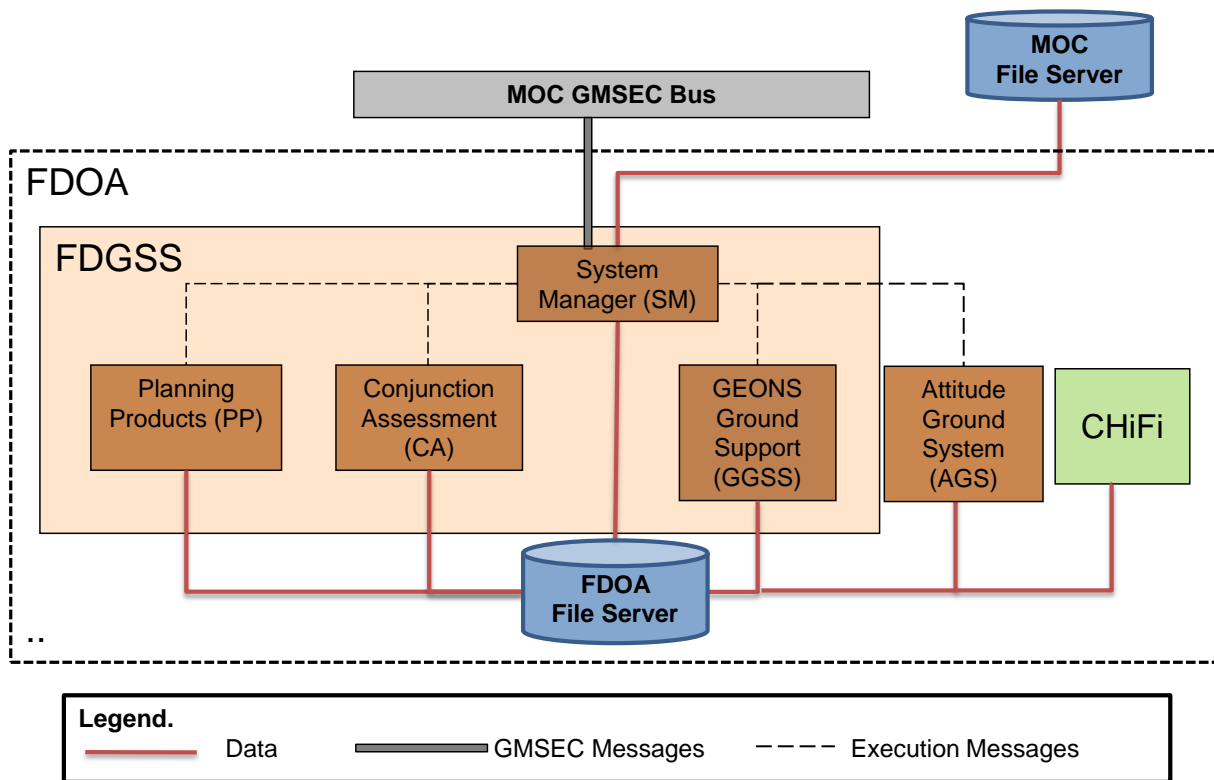 MOC
File Server
MOC GMSEC Bus
FDOA
FDGSS
System
Manager (SM)
Planning
Products (PP)
Conjunction
Assessment
(CA)
GEONS
Ground
Support
(GGSS)
Attitude
Ground
System
(AGS)
CHiFi
FDOA
File Server
..
Legend.
Data
GMSEC Messages
Execution Messages